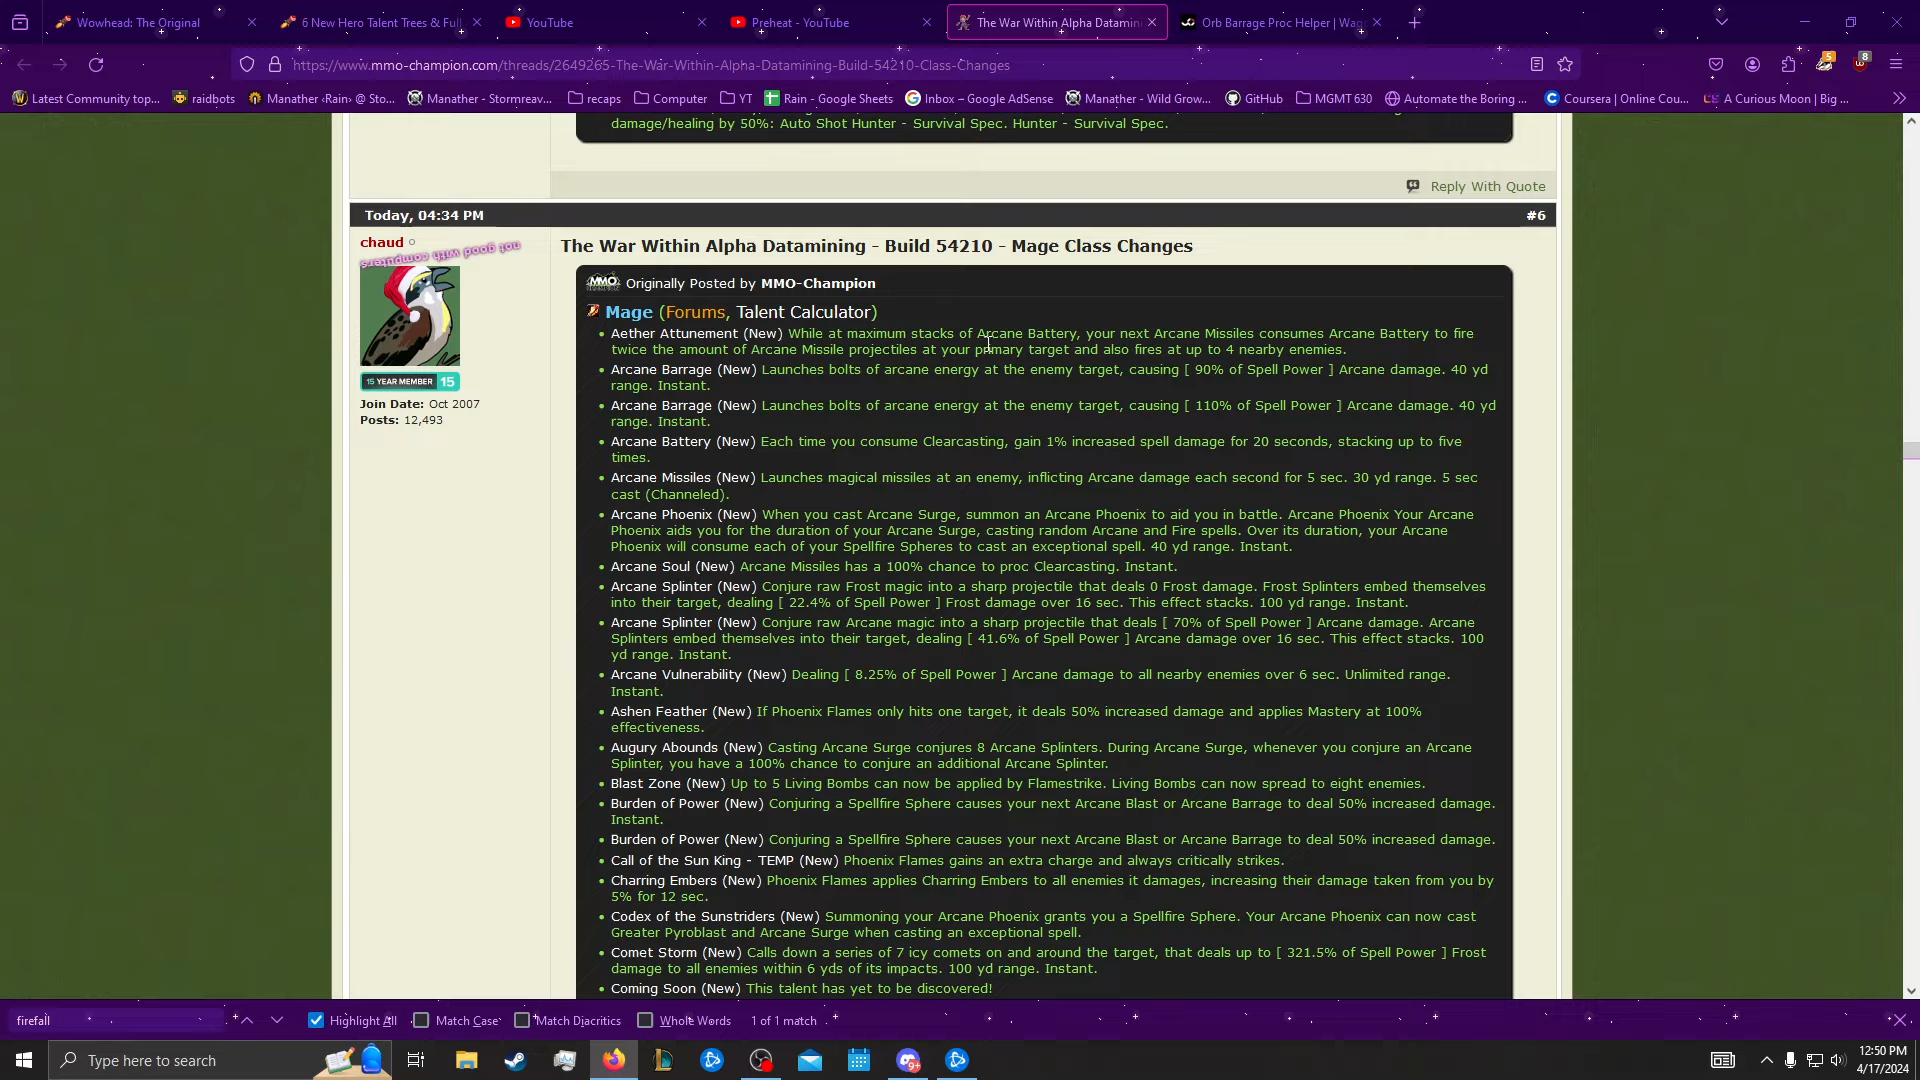 Wowhead: The Original
6 New Hero Talent Trees & Full
YouTube
Preheat - YouTube
The War Within Alpha Datamin
Orb Barrage Proc Helper | Wag
https://www.mmo-champion.com/threads/2649265-The-War-Within-Alpha-Datamining-Build-54210-Class-Changes
5
8
Latest Community top...
raidbots
Manather ‹Rain› @ Sto...
Manather - Stormreav...
recaps
Computer
YT
Rain - Google Sheets
Inbox – Google AdSense
Manather - Wild Grow...
GitHub
MGMT 630
Automate the Boring ...
Coursera | Online Cou...
A Curious Moon | Big ...
damage/healing by 50%: Auto Shot Hunter - Survival Spec. Hunter - Survival Spec.
Reply With Quote
Today, 04:34 PM
#6
chaud
not good with computers
15 YEAR MEMBER 15
Join Date: Oct 2007
Posts: 12,493
The War Within Alpha Datamining - Build 54210 - Mage Class Changes
MMO CHAMPION Originally Posted by MMO-Champion
Mage (Forums, Talent Calculator)
Aether Attunement (New) While at maximum stacks of Arcane Battery, your next Arcane Missiles consumes Arcane Battery to fire
twice the amount of Arcane Missile projectiles at your primary target and also fires at up to 4 nearby enemies.
Arcane Barrage (New) Launches bolts of arcane energy at the enemy target, causing [ 90% of Spell Power ] Arcane damage. 40 yd
range. Instant.
Arcane Barrage (New) Launches bolts of arcane energy at the enemy target, causing [ 110% of Spell Power ] Arcane damage. 40 yd
range. Instant.
Arcane Battery (New) Each time you consume Clearcasting, gain 1% increased spell damage for 20 seconds, stacking up to five
times.
Arcane Missiles (New) Launches magical missiles at an enemy, inflicting Arcane damage each second for 5 sec. 30 yd range. 5 sec
cast (Channeled).
Arcane Phoenix (New) When you cast Arcane Surge, summon an Arcane Phoenix to aid you in battle. Arcane Phoenix Your Arcane
Phoenix aids you for the duration of your Arcane Surge, casting random Arcane and Fire spells. Over its duration, your Arcane
Phoenix will consume each of your Spellfire Spheres to cast an exceptional spell. 40 yd range. Instant.
Arcane Soul (New) Arcane Missiles has a 100% chance to proc Clearcasting. Instant.
Arcane Splinter (New) Conjure raw Frost magic into a sharp projectile that deals 0 Frost damage. Frost Splinters embed themselves
into their target, dealing [ 22.4% of Spell Power ] Frost damage over 16 sec. This effect stacks. 100 yd range. Instant.
Arcane Splinter (New) Conjure raw Arcane magic into a sharp projectile that deals [ 70% of Spell Power ] Arcane damage. Arcane
Splinters embed themselves into their target, dealing [ 41.6% of Spell Power ] Arcane damage over 16 sec. This effect stacks. 100
yd range. Instant.
Arcane Vulnerability (New) Dealing [ 8.25% of Spell Power ] Arcane damage to all nearby enemies over 6 sec. Unlimited range.
Instant.
Ashen Feather (New) If Phoenix Flames only hits one target, it deals 50% increased damage and applies Mastery at 100%
effectiveness.
Augury Abounds (New) Casting Arcane Surge conjures 8 Arcane Splinters. During Arcane Surge, whenever you conjure an Arcane
Splinter, you have a 100% chance to conjure an additional Arcane Splinter.
Blast Zone (New) Up to 5 Living Bombs can now be applied by Flamestrike. Living Bombs can now spread to eight enemies.
Burden of Power (New) Conjuring a Spellfire Sphere causes your next Arcane Blast or Arcane Barrage to deal 50% increased damage.
Instant.
Burden of Power (New) Conjuring a Spellfire Sphere causes your next Arcane Blast or Arcane Barrage to deal 50% increased damage.
Call of the Sun King - TEMP (New) Phoenix Flames gains an extra charge and always critically strikes.
Charring Embers (New) Phoenix Flames applies Charring Embers to all enemies it damages, increasing their damage taken from you by
5% for 12 sec.
Codex of the Sunstriders (New) Summoning your Arcane Phoenix grants you a Spellfire Sphere. Your Arcane Phoenix can now cast
Greater Pyroblast and Arcane Surge when casting an exceptional spell.
Comet Storm (New) Calls down a series of 7 icy comets on and around the target, that deals up to [ 321.5% of Spell Power ] Frost
damage to all enemies within 6 yds of its impacts. 100 yd range. Instant.
Coming Soon (New) This talent has yet to be discovered!
firefall
Highlight All
Match Case
Match Diacritics
Whole Words
1 of 1 match
Type here to search
9+
12:50 PM
4/17/2024